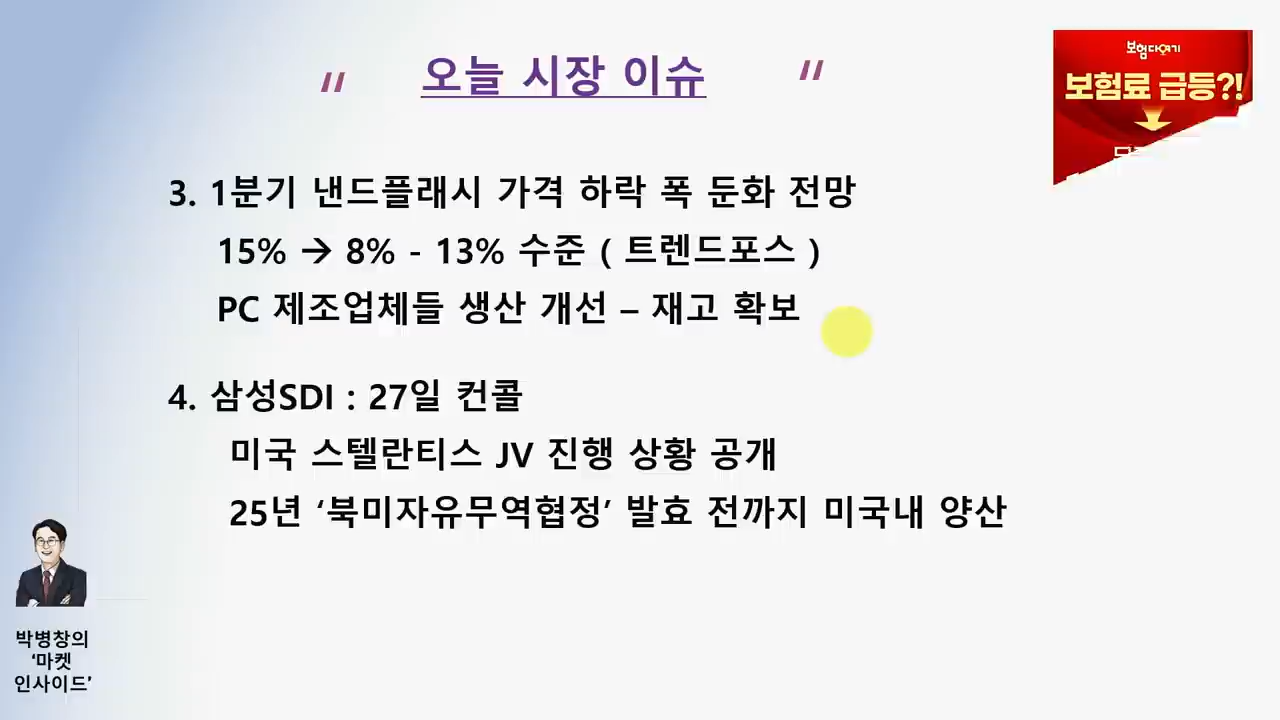 " 오늘 시장 이슈 "
보험다이기
보험료 급등?!
3. 1분기 낸드플래시 가격 하락 폭 둔화 전망
15% → 8% - 13% 수준 ( 트렌드포스 )
PC 제조업체들 생산 개선 – 재고 확보
4. 삼성SDI : 27일 컨콜
미국 스텔란티스 JV 진행 상황 공개
25년 ‘북미자유무역협정’ 발효 전까지 미국내 양산
박병창의
‘마켓
인사이드’